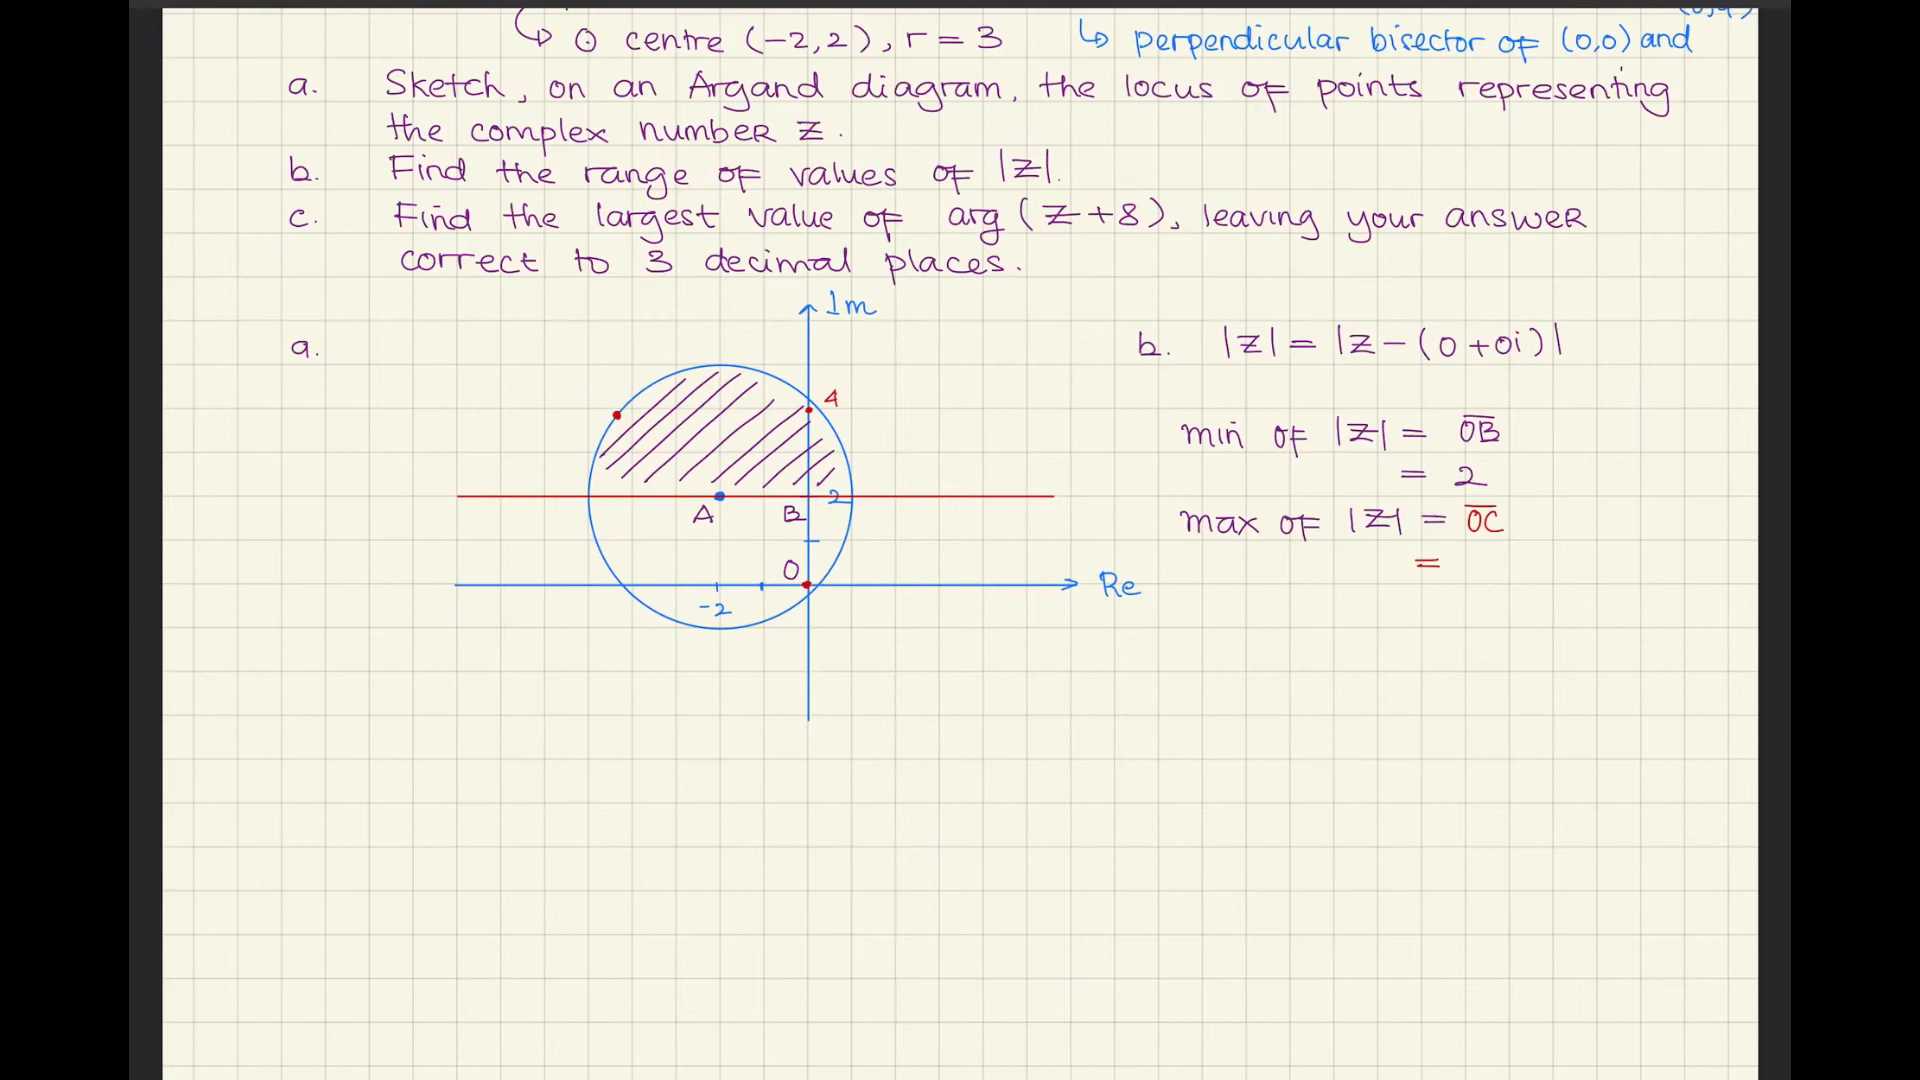 (0,4)
↳ ⊙ centre (-2,2), r = 3 ↳ perpendicular bisector of (0,0) and
a. Sketch, on an Argand diagram, the locus of points representing
the complex number z.
b. Find the range of values of |z|.
c. Find the largest value of arg (z+8), leaving your answer
correct to 3 decimal places.
a.
Im
4
2
A
B
O
-2
Re
b. |z| = |z-(0+0i)|
min of |z| = OB
= 2
max of |z| = OC
=